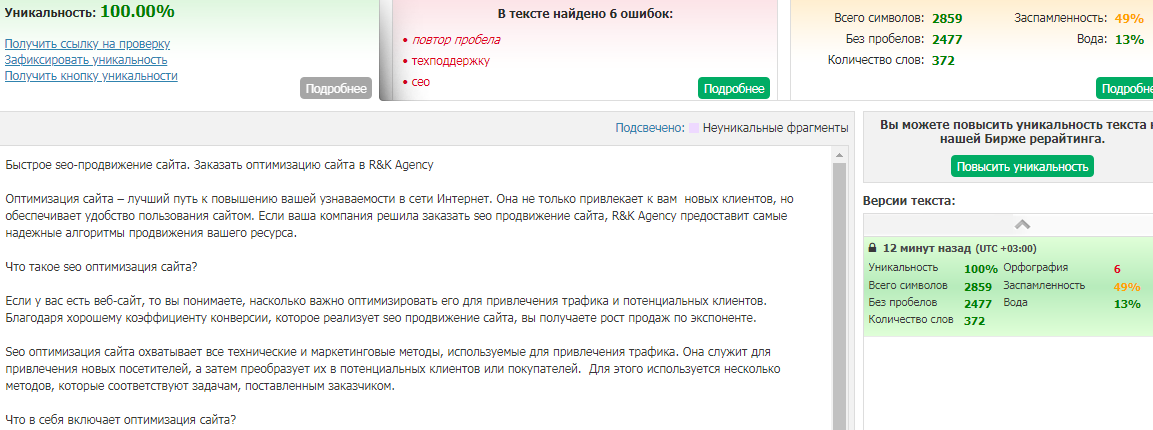 Уникальность: 100.00%
Получить ссылку на проверку
Зафиксировать уникальность
Получить кнопку уникальности
Подробнее
В тексте найдено 6 ошибок:
• повтор пробела
• техподдержку
• сео
Подробнее
Всего символов: 2859
Без пробелов: 2477
Количество слов: 372
Заспамленность: 49%
Вода: 13%
Подробне
Подсвечено: Неуникальные фрагменты
Быстрое seo-продвижение сайта. Заказать оптимизацию сайта в R&K Agency
Оптимизация сайта – лучший путь к повышению вашей узнаваемости в сети Интернет. Она не только привлекает к вам  новых клиентов, но
обеспечивает удобство пользования сайтом. Если ваша компания решила заказать seo продвижение сайта, R&K Agency предоставит самые
надежные алгоритмы продвижения вашего ресурса.
Что такое seo оптимизация сайта?
Если у вас есть веб-сайт, то вы понимаете, насколько важно оптимизировать его для привлечения трафика и потенциальных клиентов.
Благодаря хорошему коэффициенту конверсии, которое реализует seo продвижение сайта, вы получаете рост продаж по экспоненте.
Seo оптимизация сайта охватывает все технические и маркетинговые методы, используемые для привлечения трафика. Она служит для
привлечения новых посетителей, а затем преобразует их в потенциальных клиентов или покупателей.  Для этого используется несколько
методов, которые соответствуют задачам, поставленным заказчиком.
Что в себя включает оптимизация сайта?
Вы можете повысить уникальность текста н
нашей Бирже рерайтинга.
Повысить уникальность
Версии текста:
12 минут назад (UTC +03:00)
Уникальность 100% Орфография 6
Всего символов 2859 Заспамленность 49%
Без пробелов 2477 Вода 13%
Количество слов 372